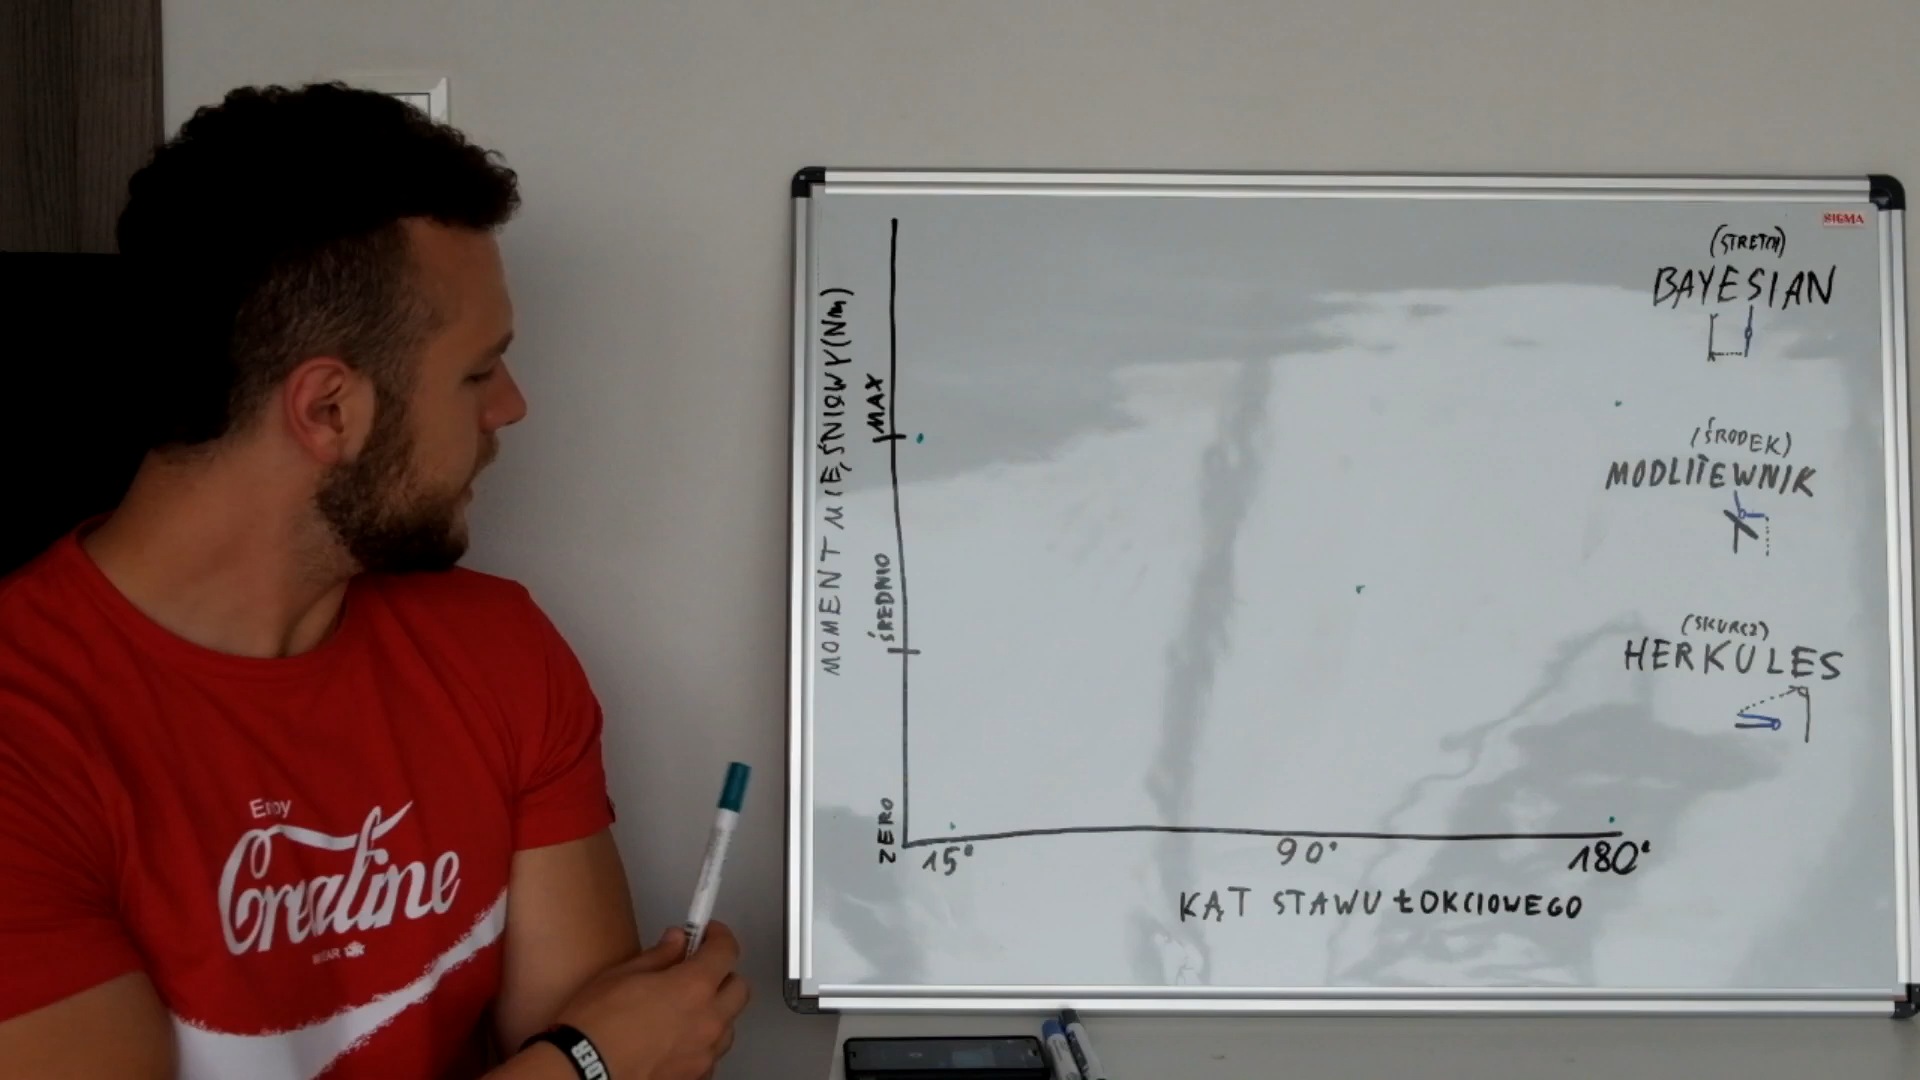 SIGMA
MOMENT MIĘŚNIOWY (Nm)
MAX
ŚREDNIO
ZERO
15°
90°
180°
KĄT STAWU ŁOKCIOWEGO
(STRETCH)
BAYESIAN
(ŚRODEK)
MODLITEWNIK
(SKURCZ)
HERKULES
Enjoy
Creatine
WEAR